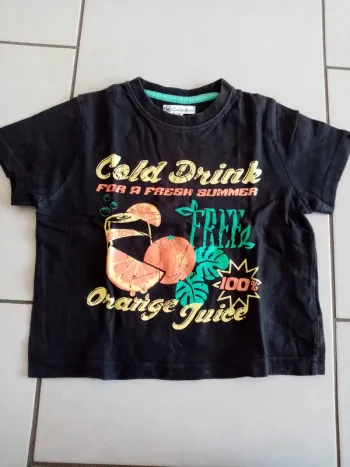 Cold Drink
FOR A FRESH SUMMER
FREE
100%
Orange Juice